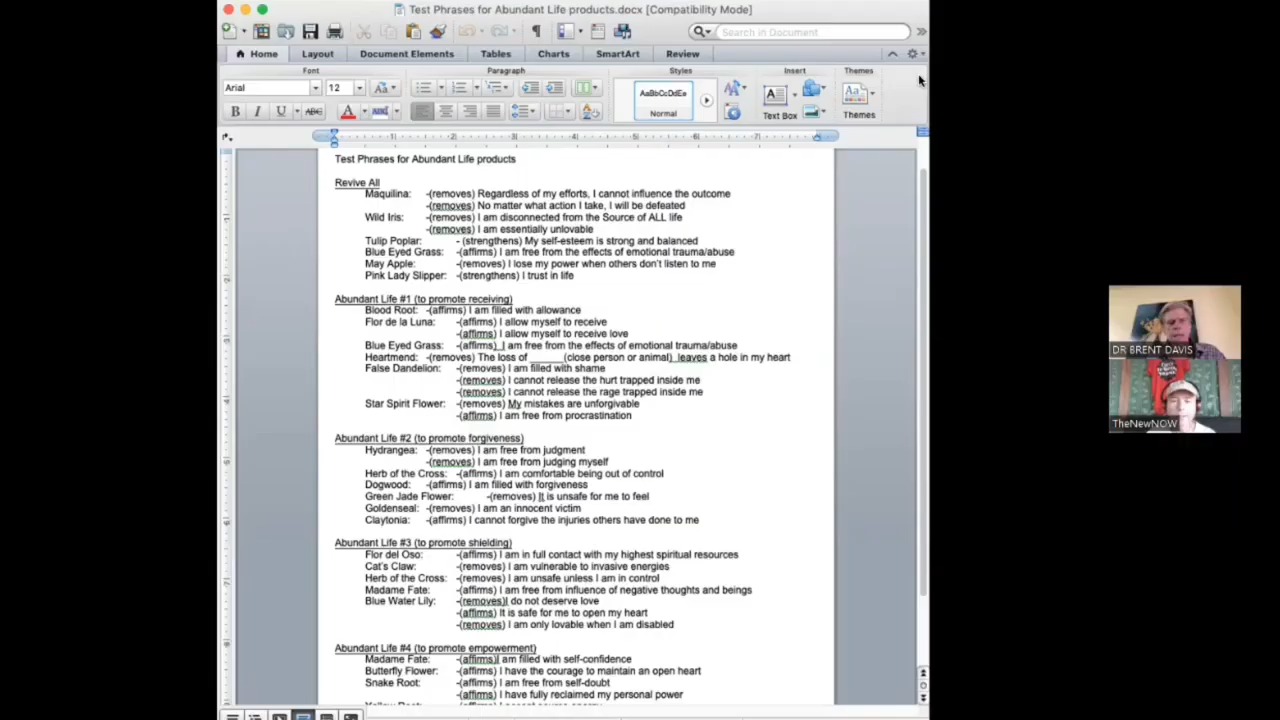 Test Phrases for Abundant Life products.docx [Compatibility Mode]
Search in Document
Home Layout Document Elements Tables Charts SmartArt Review
Font Paragraph Styles Insert Themes
Arial 12 AaBbCcDdEe
Normal Text Box Themes
B I U ABC A
Test Phrases for Abundant Life products
Revive All
Maquilina: -(removes) Regardless of my efforts, I cannot influence the outcome
-(removes) No matter what action I take, I will be defeated
Wild Iris: -(removes) I am disconnected from the Source of ALL life
-(removes) I am essentially unlovable
Tulip Poplar: - (strengthens) My self-esteem is strong and balanced
Blue Eyed Grass: -(affirms) I am free from the effects of emotional trauma/abuse
May Apple: -(removes) I lose my power when others don't listen to me
Pink Lady Slipper: -(strengthens) I trust in life
Abundant Life #1 (to promote receiving)
Blood Root: -(affirms) I am filled with allowance
Flor de la Luna: -(affirms) I allow myself to receive
-(affirms) I allow myself to receive love
Blue Eyed Grass: -(affirms) I am free from the effects of emotional trauma/abuse
Heartmend: -(removes) The loss of ______(close person or animal) leaves a hole in my heart
False Dandelion: -(removes) I am filled with shame
-(removes) I cannot release the hurt trapped inside me
-(removes) I cannot release the rage trapped inside me
Star Spirit Flower: -(removes) My mistakes are unforgivable
-(affirms) I am free from procrastination
Abundant Life #2 (to promote forgiveness)
Hydrangea: -(removes) I am free from judgment
-(removes) I am free from judging myself
Herb of the Cross: -(affirms) I am comfortable being out of control
Dogwood: -(affirms) I am filled with forgiveness
Green Jade Flower: -(removes) It is unsafe for me to feel
Goldenseal: -(removes) I am an innocent victim
Claytonia: -(affirms) I cannot forgive the injuries others have done to me
Abundant Life #3 (to promote shielding)
Flor del Oso: -(affirms) I am in full contact with my highest spiritual resources
Cat's Claw: -(removes) I am vulnerable to invasive energies
Herb of the Cross: -(removes) I am unsafe unless I am in control
Madame Fate: -(affirms) I am free from influence of negative thoughts and beings
Blue Water Lily: -(removes)I do not deserve love
-(affirms) It is safe for me to open my heart
-(removes) I am only lovable when I am disabled
Abundant Life #4 (to promote empowerment)
Madame Fate: -(affirms)I am filled with self-confidence
Butterfly Flower: -(affirms) I have the courage to maintain an open heart
Snake Root: -(affirms) I am free from self-doubt
-(affirms) I have fully reclaimed my personal power
DR BRENT DAVIS
TheNewNOW